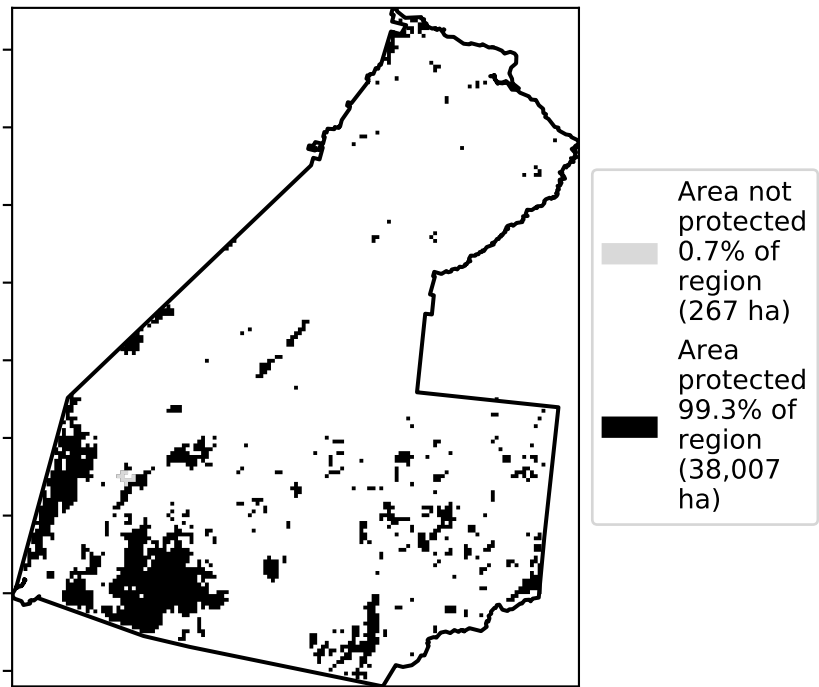 Area not
protected
0.7% of
region
(267 ha)
Area
protected
99.3% of
region
(38,007
ha)